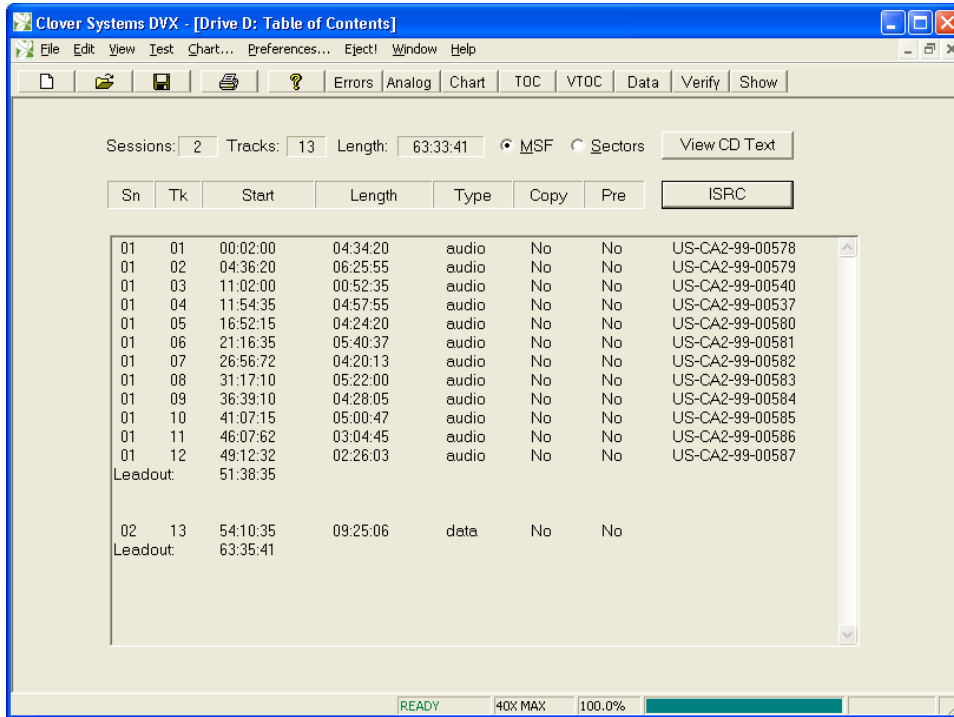 Clover Systems DVX - [Drive D: Table of Contents]
File Edit View Test Chart... Preferences... Eject! Window Help
? Errors Analog Chart TOC VTOC Data Verify Show
Sessions: 2 Tracks: 13 Length: 63:33:41 MSF Sectors View CD Text
Sn Tk Start Length Type Copy Pre ISRC
01 01 00:02:00 04:34:20 audio No No US-CA2-99-00578
01 02 04:36:20 06:25:55 audio No No US-CA2-99-00579
01 03 11:02:00 00:52:35 audio No No US-CA2-99-00540
01 04 11:54:35 04:57:55 audio No No US-CA2-99-00537
01 05 16:52:15 04:24:20 audio No No US-CA2-99-00580
01 06 21:16:35 05:40:37 audio No No US-CA2-99-00581
01 07 26:56:72 04:20:13 audio No No US-CA2-99-00582
01 08 31:17:10 05:22:00 audio No No US-CA2-99-00583
01 09 36:39:10 04:28:05 audio No No US-CA2-99-00584
01 10 41:07:15 05:00:47 audio No No US-CA2-99-00585
01 11 46:07:62 03:04:45 audio No No US-CA2-99-00586
01 12 49:12:32 02:26:03 audio No No US-CA2-99-00587
Leadout: 51:38:35
02 13 54:10:35 09:25:06 data No No
Leadout: 63:35:41
READY 40X MAX 100.0%